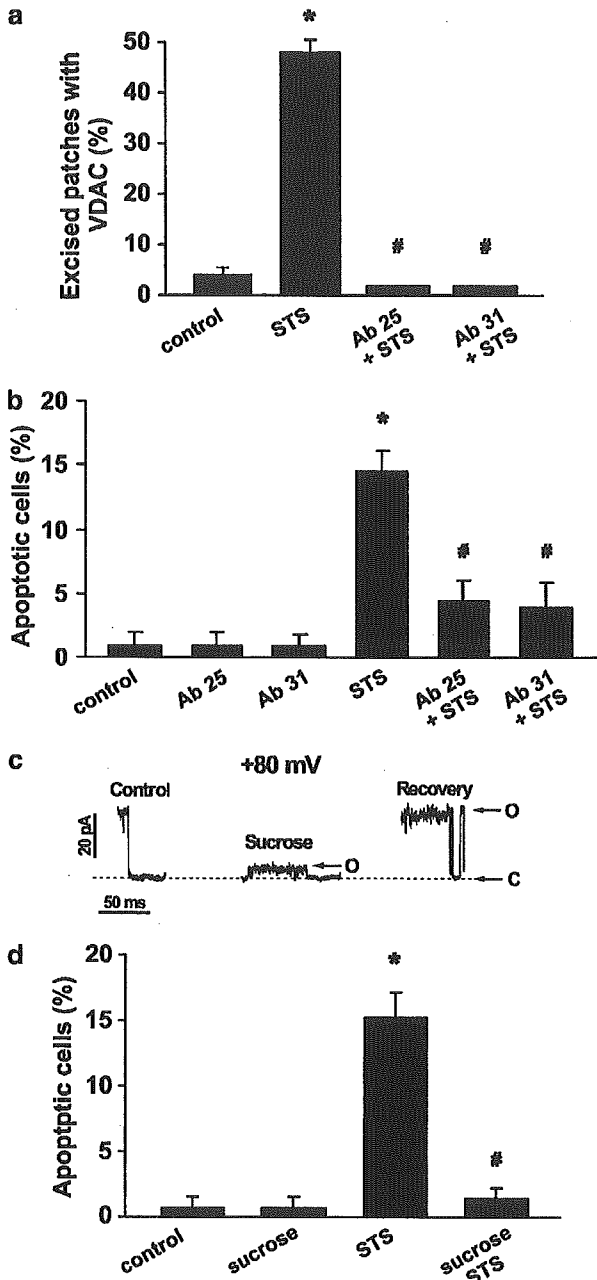 a
*
50
40
30
20
10
0
Excised patches with
VDAC (%)
# #
control STS Ab 25 + STS Ab 31 + STS
b
20
15
10
5
0
Apoptotic cells (%)
*
# #
control Ab 25 Ab 31 STS Ab 25 + STS Ab 31 + STS
c
+80 mV
Control Recovery
20 pA
O
Sucrose
O
C
50 ms
d
20
15
10
5
0
Apoptptic cells (%)
*
#
control sucrose STS sucrose STS